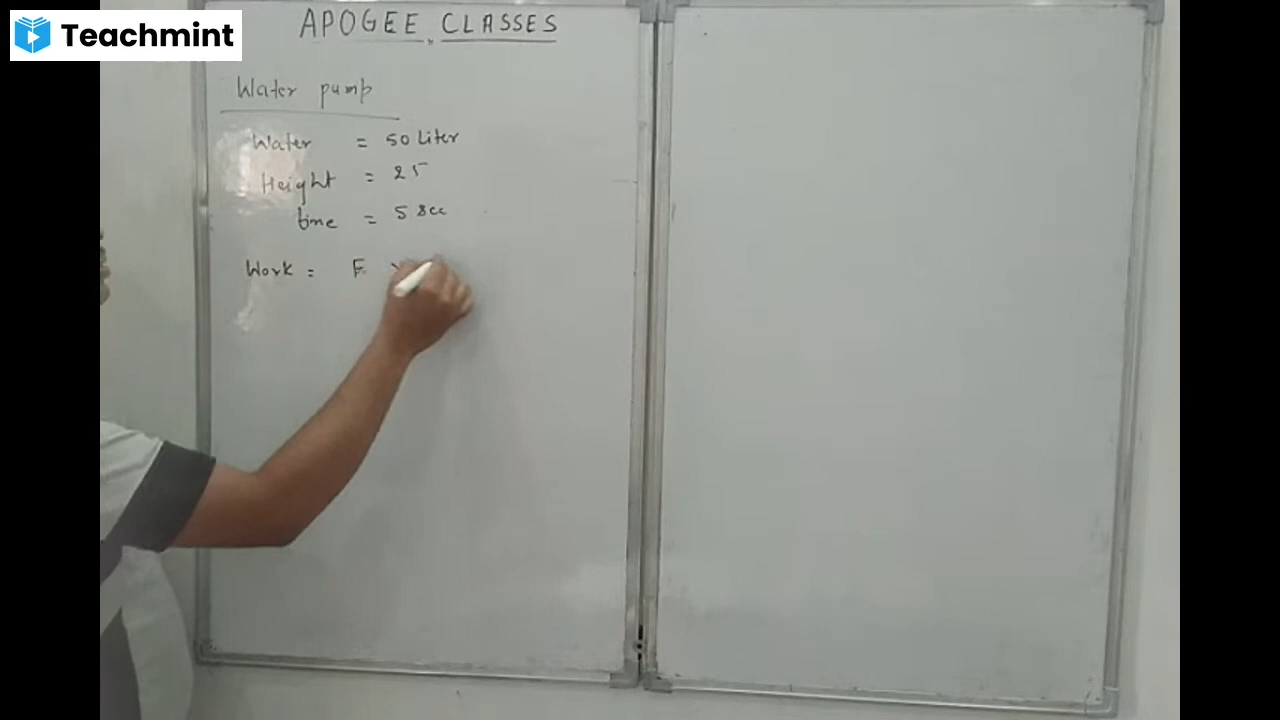 Teachmint
APOGEE CLASSES
Water pump
Water = 50 Liter
Height = 25
time = 5 sec
Work = F